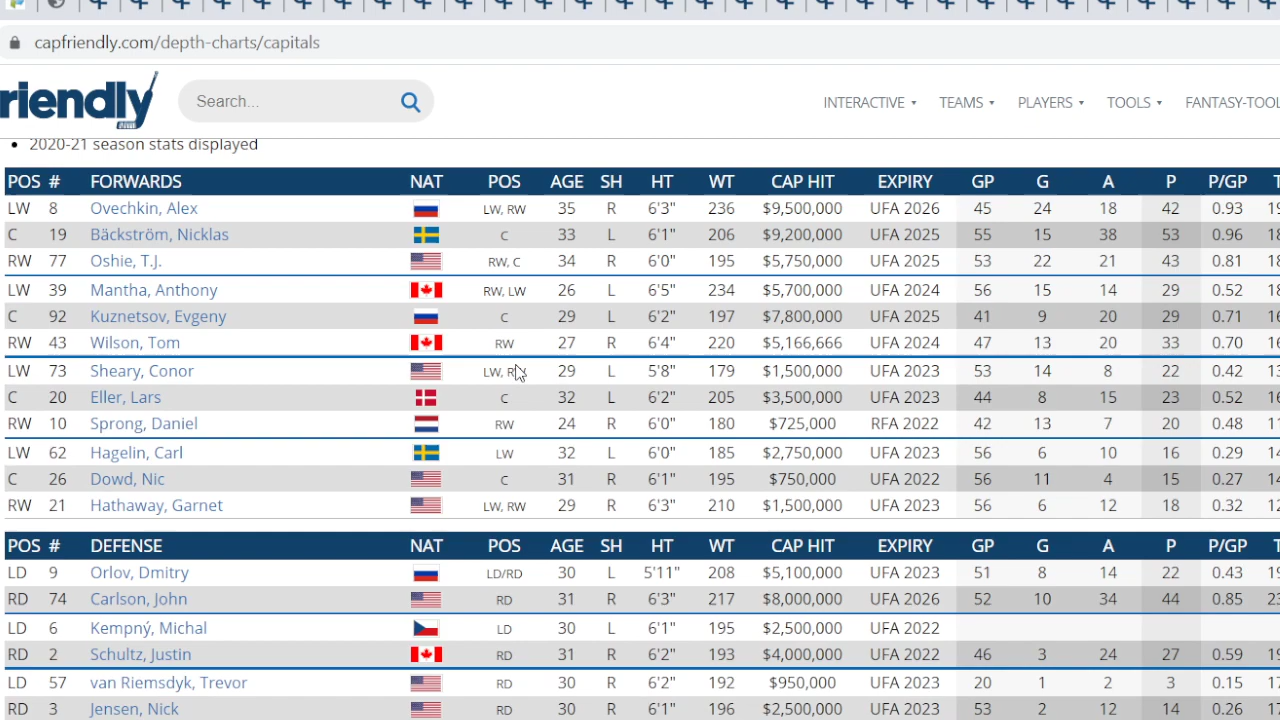 capfriendly.com/depth-charts/capitals
riendly Search... INTERACTIVE TEAMS PLAYERS TOOLS FANTASY-TOOL
2020-21 season stats displayed
POS # FORWARDS NAT POS AGE SH HT WT CAP HIT EXPIRY GP G A P P/GP
LW 8 Ovechkin, Alex LW, RW 35 R 6'3" 236 $9,500,000 UFA 2026 45 24 18 42 0.93
C 19 Bäckström, Nicklas C 33 L 6'1" 206 $9,200,000 UFA 2025 55 15 38 53 0.96
RW 77 Oshie, T.J. RW, C 34 R 6'0" 195 $5,750,000 UFA 2025 53 22 21 43 0.81
LW 39 Mantha, Anthony RW, LW 26 L 6'5" 234 $5,700,000 UFA 2024 56 15 14 29 0.52
C 92 Kuznetsov, Evgeny C 29 L 6'2" 197 $7,800,000 UFA 2025 41 9 20 29 0.71
RW 43 Wilson, Tom RW 27 R 6'4" 220 $5,166,666 UFA 2024 47 13 20 33 0.70
LW 73 Sheary, Conor LW, RW 29 L 5'8" 179 $1,500,000 UFA 2023 53 14 8 22 0.42
C 20 Eller, Lars C 32 L 6'2" 205 $3,500,000 UFA 2023 44 8 15 23 0.52
RW 10 Sprong, Daniel RW 24 R 6'0" 180 $725,000 RFA 2022 42 13 7 20 0.48
LW 62 Hagelin, Carl LW 32 L 6'0" 185 $2,750,000 UFA 2023 56 6 10 16 0.29
C 26 Dowd, Nic C 31 R 6'1" 195 $750,000 UFA 2022 56 11 4 15 0.27
RW 21 Hathaway, Garnet LW, RW 29 R 6'3" 210 $1,500,000 UFA 2023 56 6 12 18 0.32
POS # DEFENSE NAT POS AGE SH HT WT CAP HIT EXPIRY GP G A P P/GP
LD 9 Orlov, Dmitry LD/RD 30 L 5'11" 208 $5,100,000 UFA 2023 51 8 14 22 0.43
RD 74 Carlson, John RD 31 R 6'3" 217 $8,000,000 UFA 2026 52 10 34 44 0.85
LD 6 Kempný, Michal LD 30 L 6'1" 195 $2,500,000 UFA 2022
RD 2 Schultz, Justin RD 31 R 6'2" 193 $4,000,000 UFA 2022 46 3 24 27 0.59
LD 57 van Riemsdyk, Trevor RD 30 R 6'2" 192 $950,000 UFA 2023 20 1 2 3 0.15
RD 3 Jensen, Nick RD 30 R 6'1" 196 $2,500,000 UFA 2023 53 2 12 14 0.26